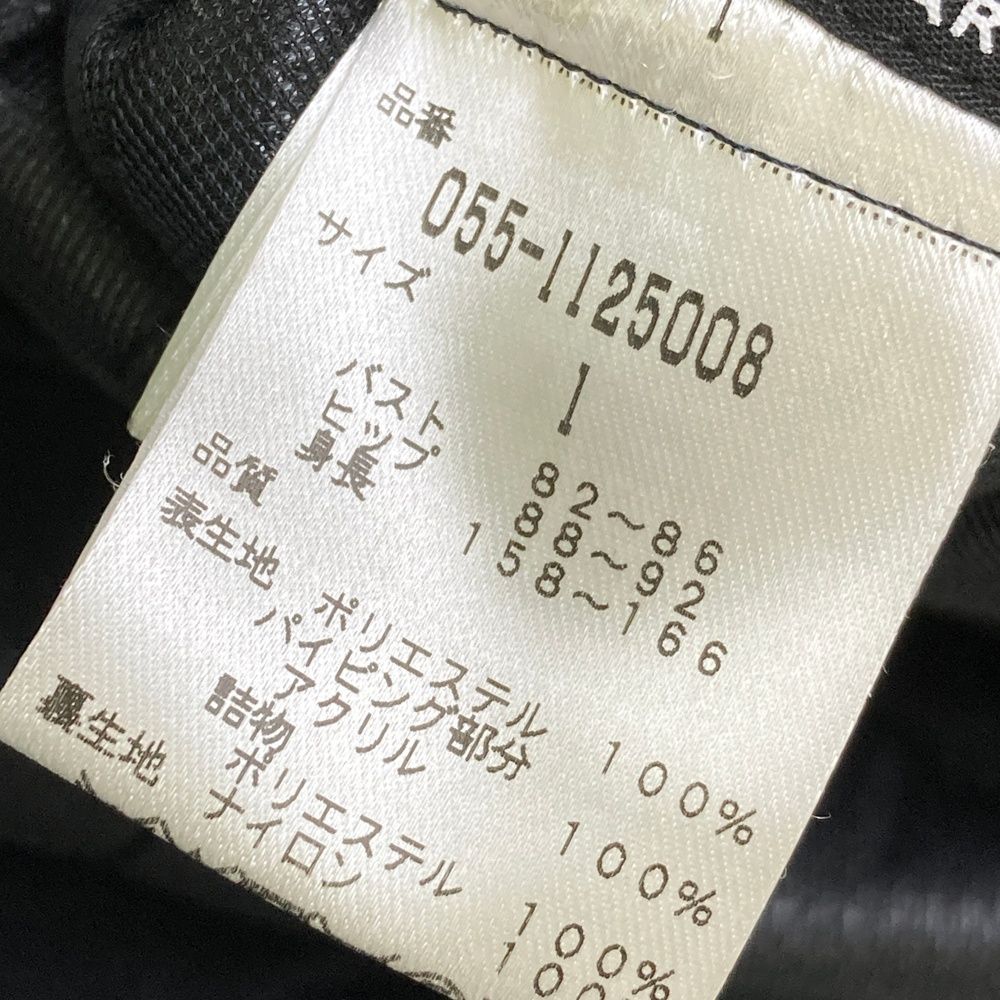 AR
品番
055-1125008
サイズ
1
バスト 82～86
ヒップ 88～92
身長 158～166
品質
表生地
ポリエステル 100%
パイピング部分
アクリル 100%
詰物
ポリエステル 100%
裏生地 ナイロン 100